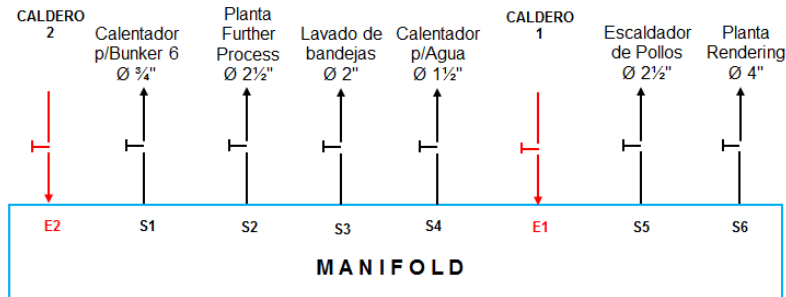 CALDERO
2
Calentador
p/Bunker 6
Ø ¾"
Planta
Further
Process
Ø 2½"
Lavado de
bandejas
Ø 2"
Calentador
p/Agua
Ø 1½"
CALDERO
1
Escaldador
de Pollos
Ø 2½"
Planta
Rendering
Ø 4"
E2
S1
S2
S3
S4
E1
S5
S6
MANIFOLD